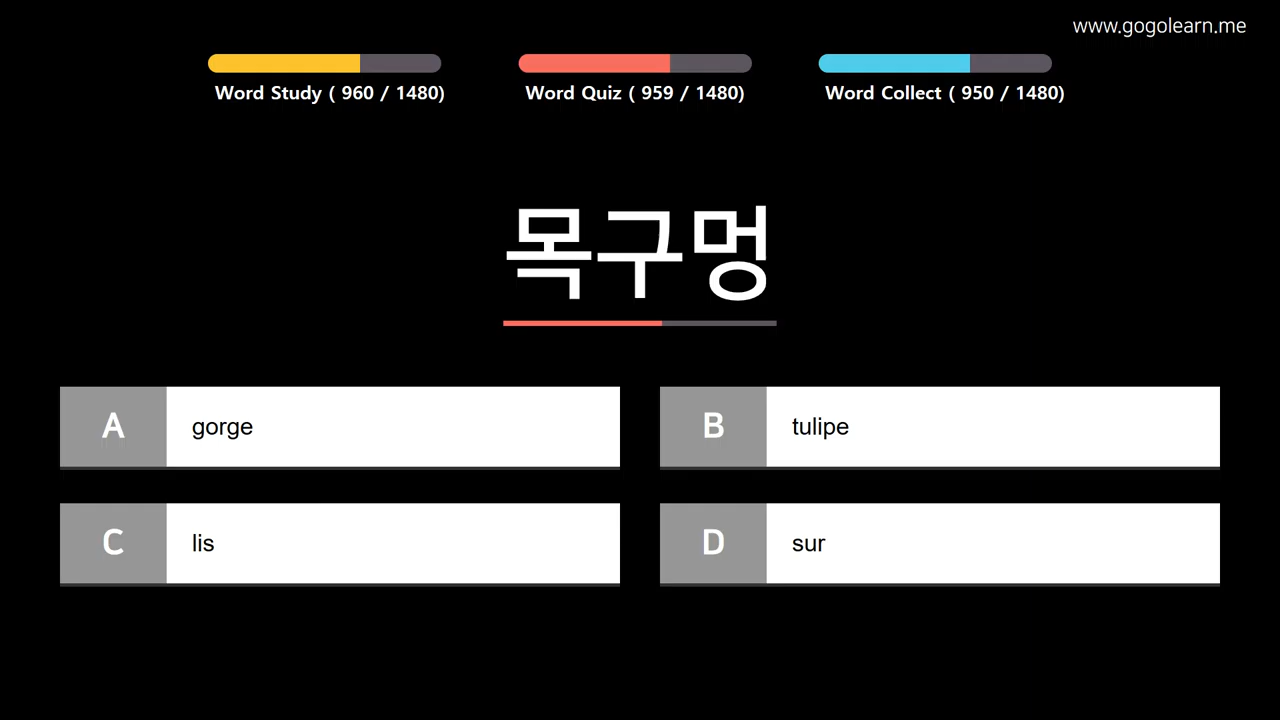 www.gogolearn.me
Word Study ( 960 / 1480)
Word Quiz ( 959 / 1480)
Word Collect ( 950 / 1480)
목구멍
A gorge
B tulipe
C lis
D sur